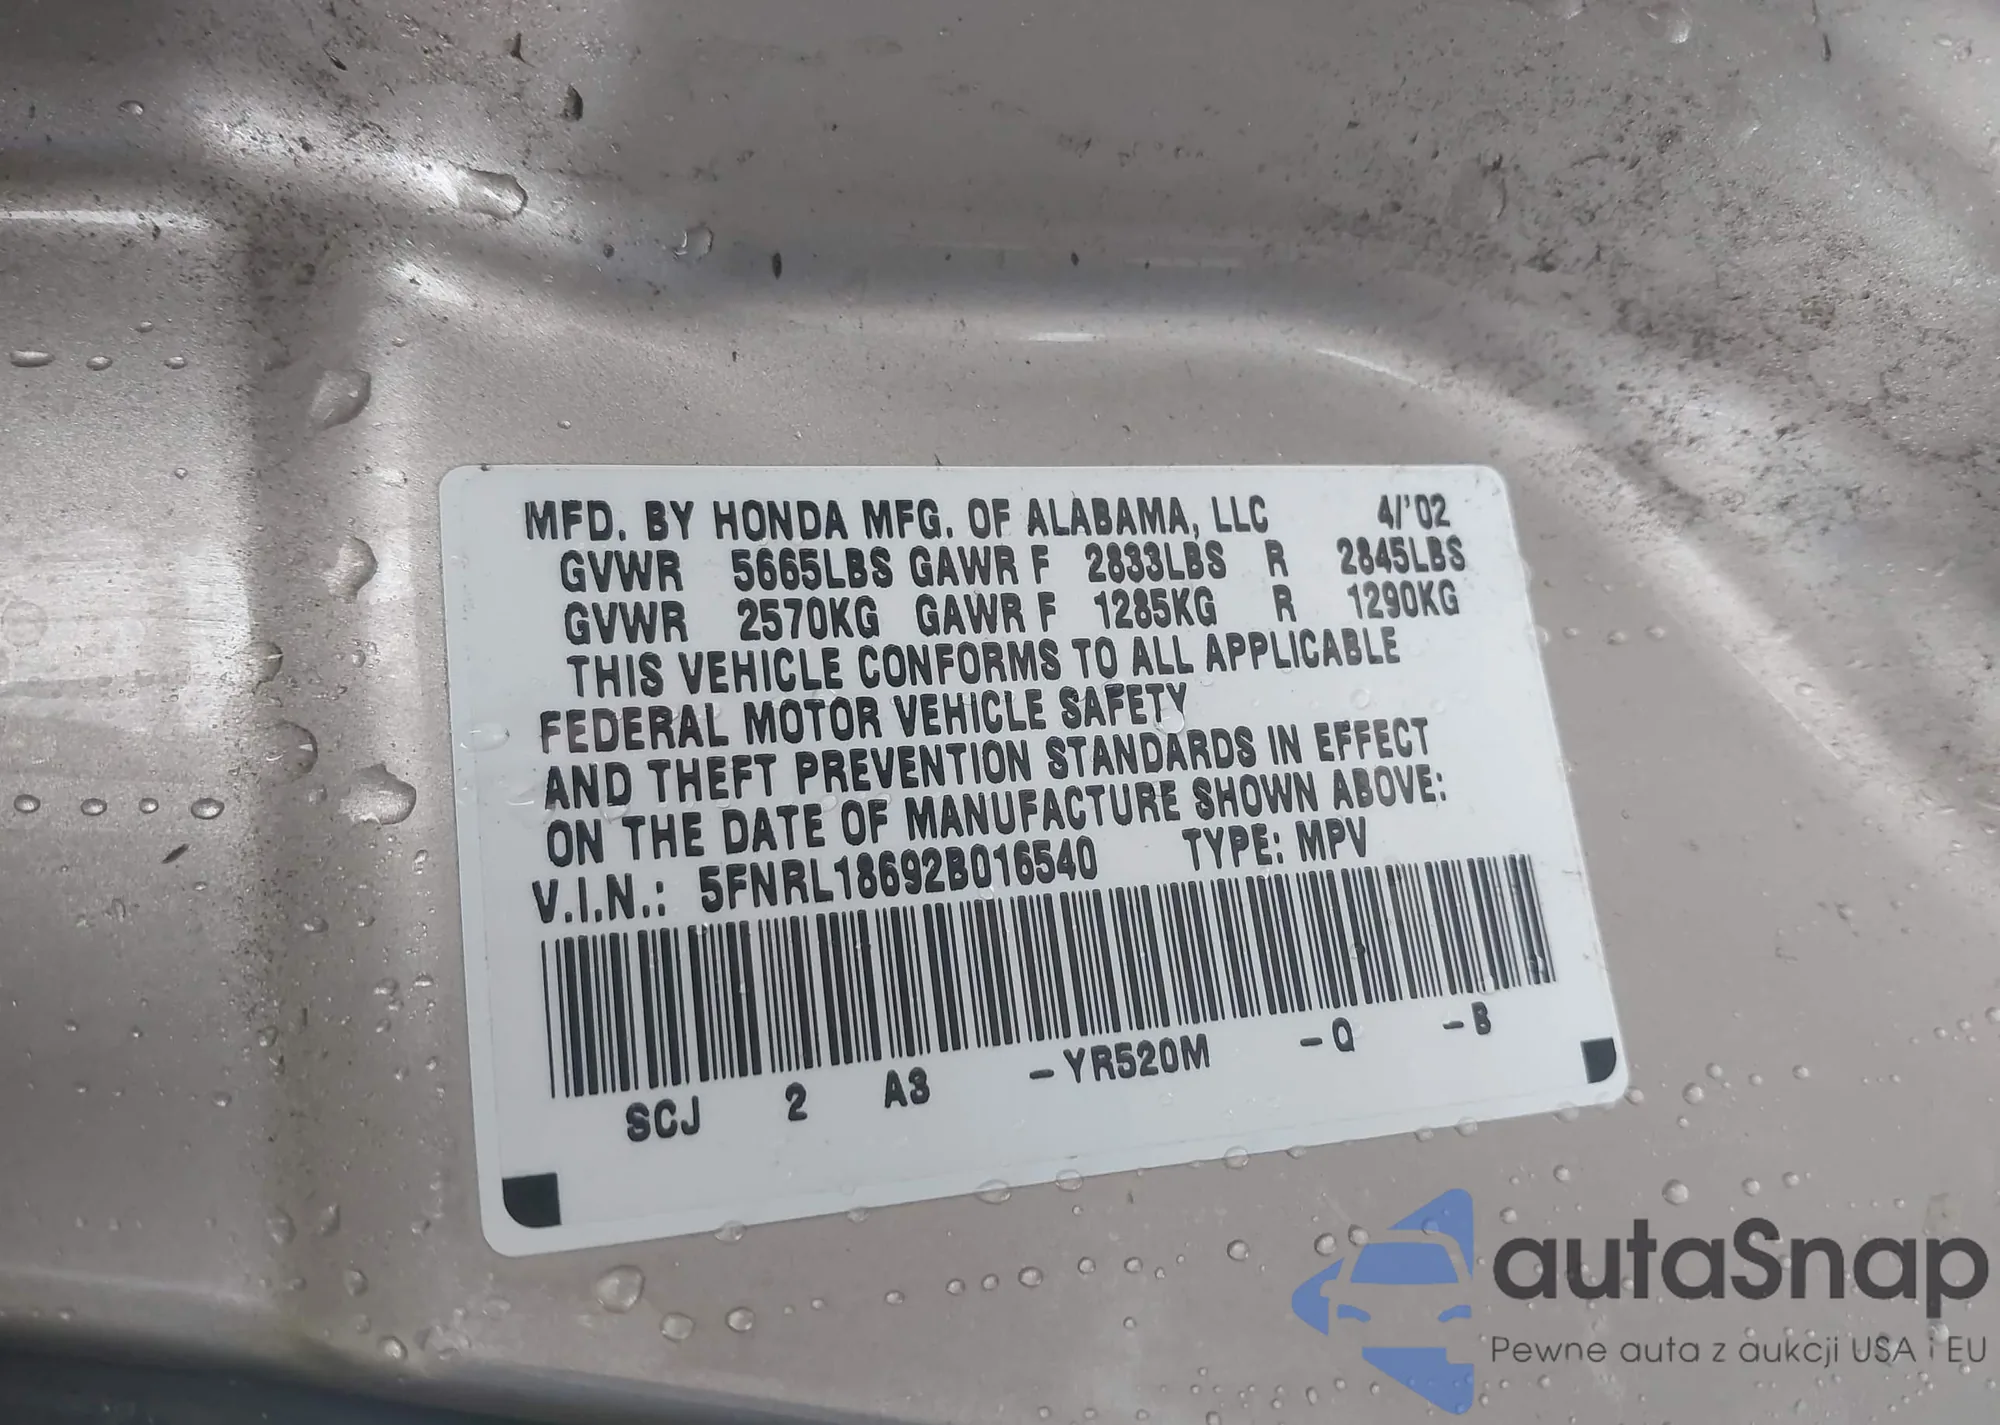 MFD. BY HONDA MFG. OF ALABAMA, LLC 4/'02
GVWR 5665LBS GAWR F 2833LBS R 2845LBS
GVWR 2570KG GAWR F 1285KG R 1290KG
THIS VEHICLE CONFORMS TO ALL APPLICABLE
FEDERAL MOTOR VEHICLE SAFETY
AND THEFT PREVENTION STANDARDS IN EFFECT
ON THE DATE OF MANUFACTURE SHOWN ABOVE:
V.I.N.: 5FNRL18692B016540 TYPE: MPV
SCJ 2 A3 -YR520M -Q -B
autaSnap
Pewne auta z aukcji USA i EU